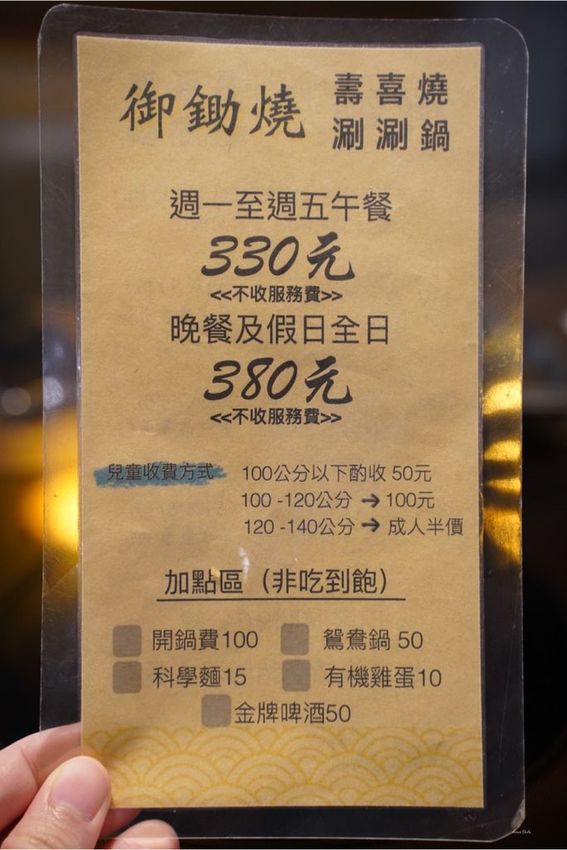 御鋤燒 壽喜燒
涮涮鍋
週一至週五午餐
330元
<<不收服務費>>
晚餐及假日全日
380元
<<不收服務費>>
兒童收費方式 100公分以下酌收 50元
100 -120公分 → 100元
120 -140公分 → 成人半價
加點區（非吃到飽）
開鍋費100 鴛鴦鍋 50
科學麵15 有機雞蛋10
金牌啤酒50